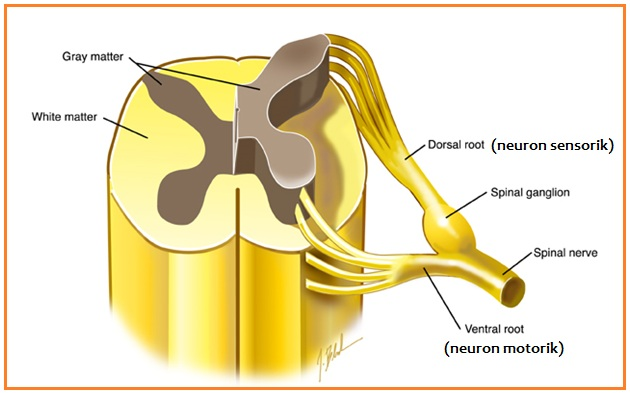 Gray matter
White matter
Dorsal root (neuron sensorik)
Spinal ganglion
Spinal nerve
Ventral root
(neuron motorik)